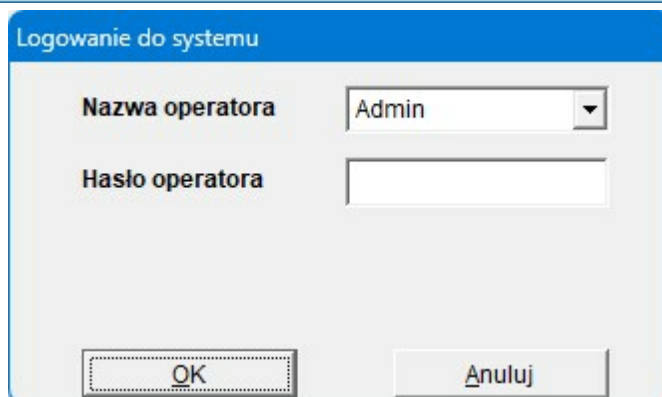 Logowanie do systemu
Nazwa operatora Admin
Hasło operatora
OK Anuluj